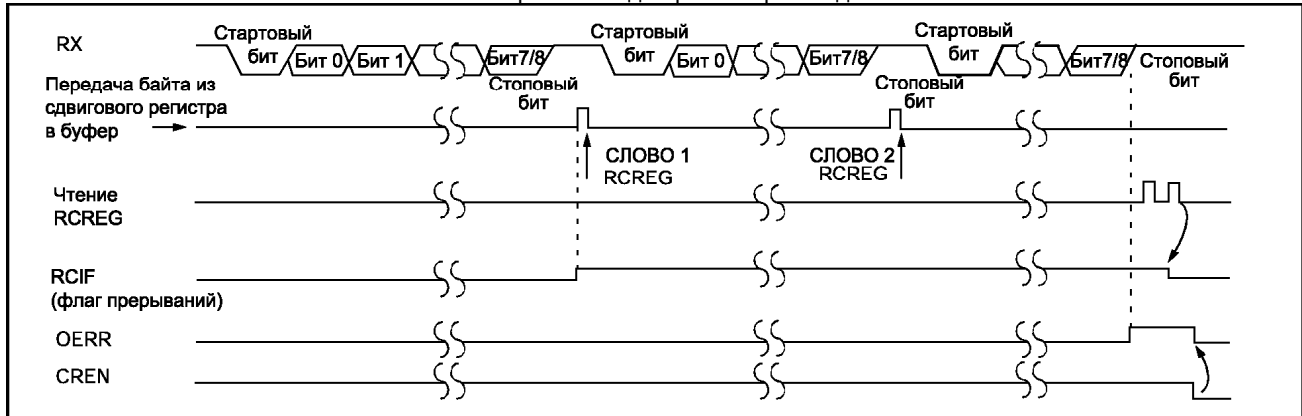 RX
Стартовый
бит
Бит 0
Бит 1
Бит7/8
Стоповый
бит
Стартовый
бит
Бит 0
Бит7/8
Стоповый
бит
Стартовый
бит
Бит7/8
Стоповый
бит
Передача байта из
сдвигового регистра
в буфер
СЛОВО 1
RCREG
СЛОВО 2
RCREG
Чтение
RCREG
RCIF
(флаг прерываний)
OERR
CREN